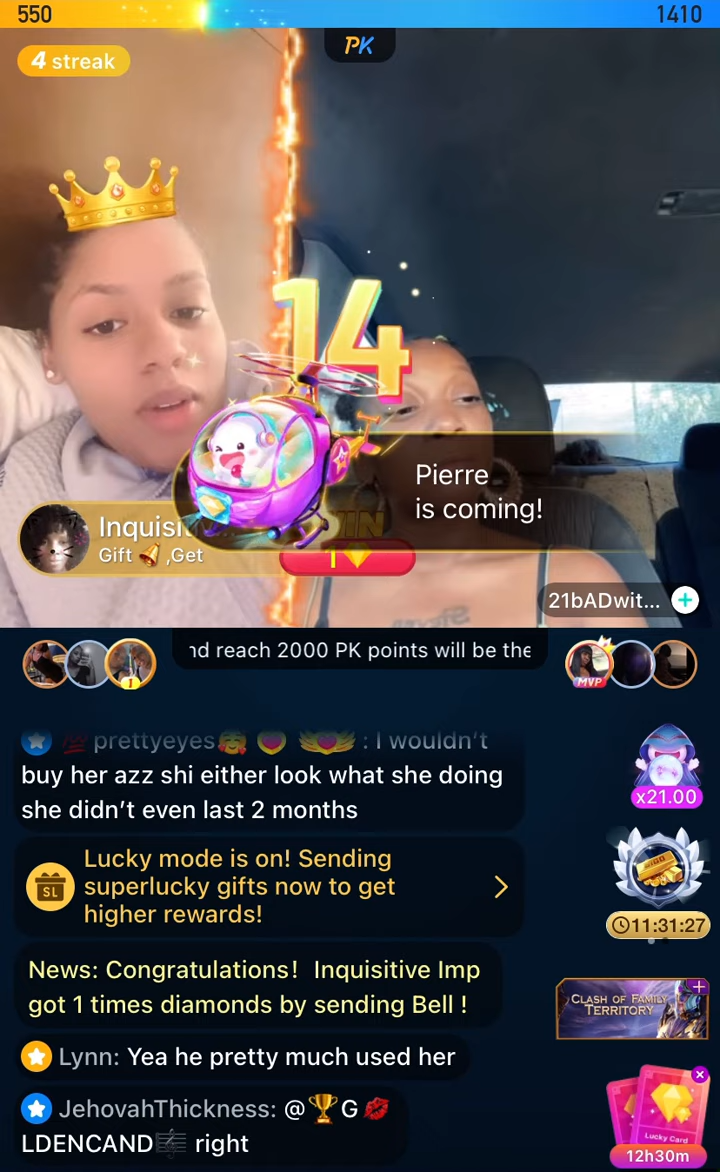 550
1410
PK
4 streak
14
Pierre
is coming!
Gift ,Get
1
21bADwit...
nd reach 2000 PK points will be the
1
MVP
prettyeyes : I wouldn't
buy her azz shi either look what she doing
she didn't even last 2 months
x21.00
Lucky mode is on! Sending
superlucky gifts now to get
higher rewards!
SL
11:31:27
News: Congratulations! Inquisitive Imp
got 1 times diamonds by sending Bell !
CLASH OF FAMILY
TERRITORY
Lynn: Yea he pretty much used her
JehovahThickness: @🏆G💋
LDENCAND🎼 right
Lucky Card
12h30m